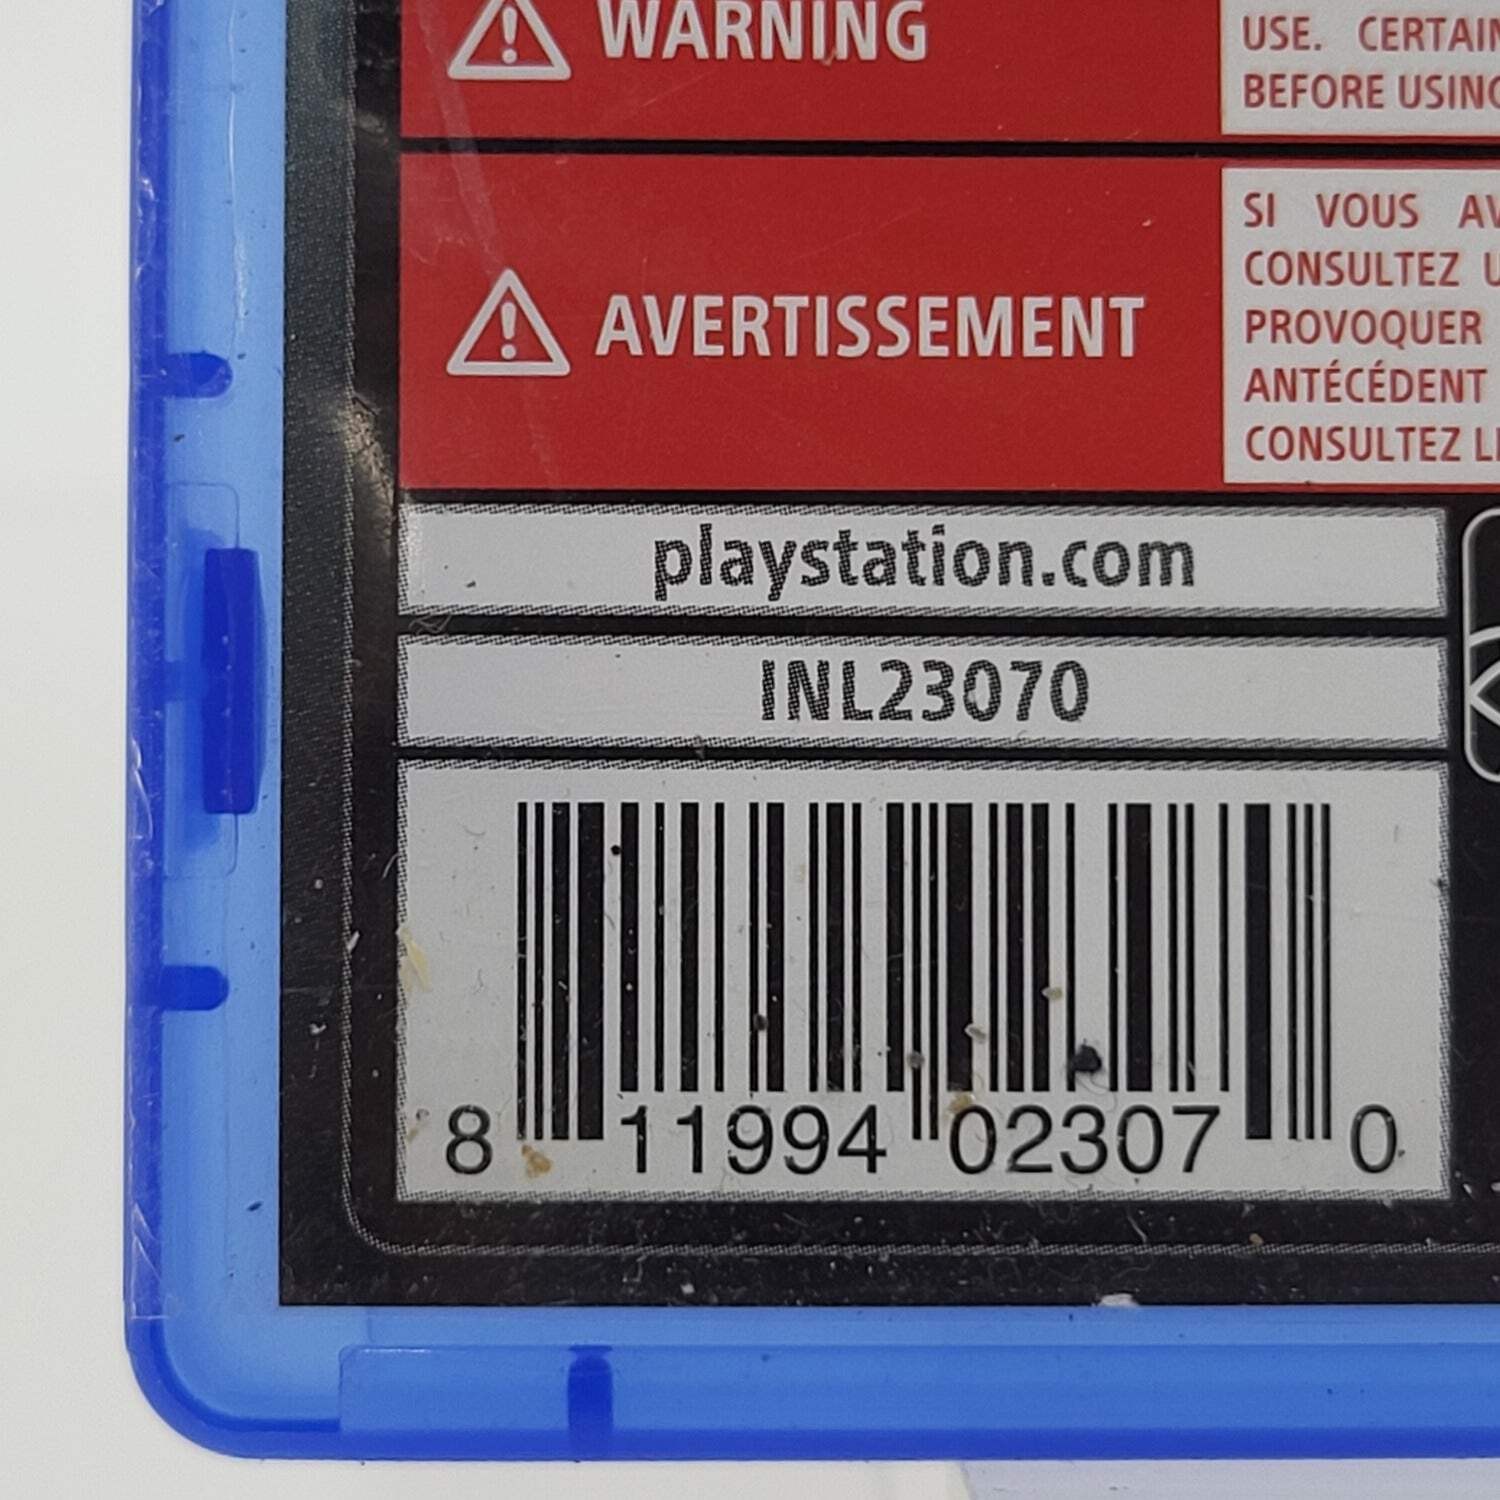 WARNING
USE. CERTAIN
BEFORE USING
AVERTISSEMENT
SI VOUS AV
CONSULTEZ U
PROVOQUER
ANTÉCÉDENT
CONSULTEZ LE
playstation.com
INL23070
8 11994 02307 0